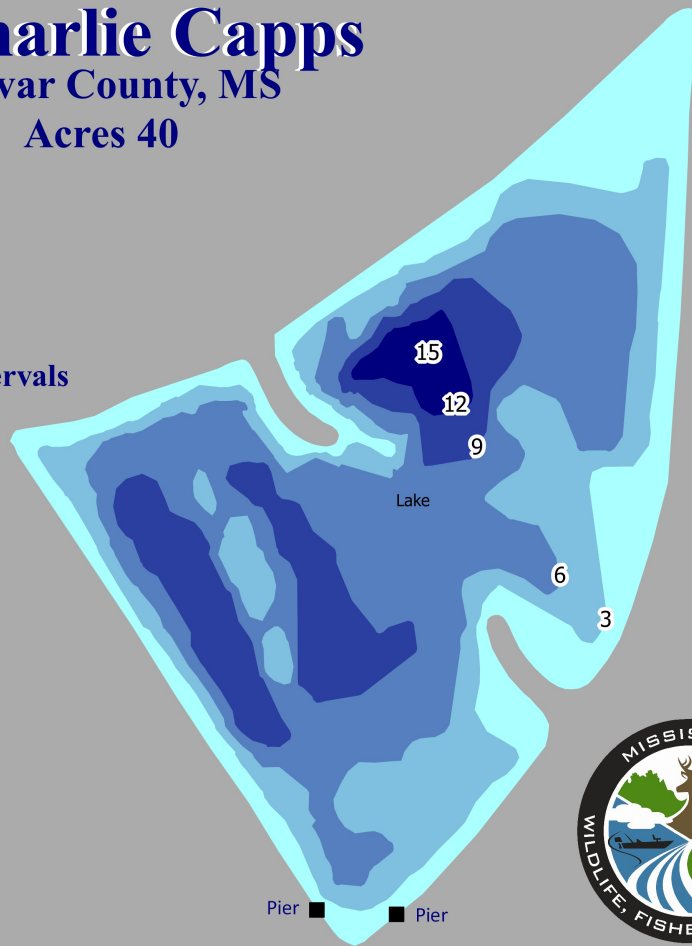 harlie Capps
var County, MS
Acres 40
ervals
15
12
9
Lake
6
3
MISSIS
WILDLIFE, FISHE
Pier
Pier